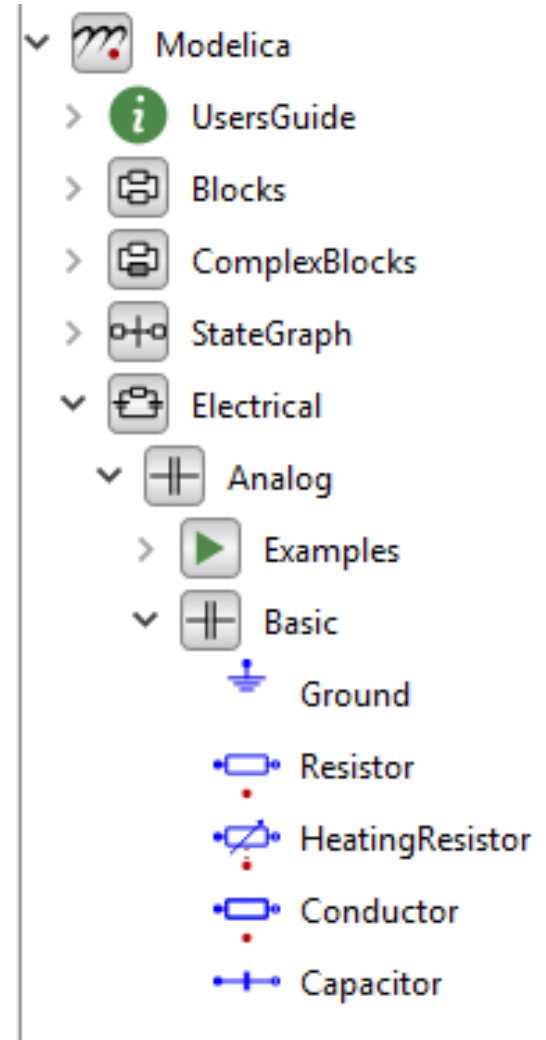 Modelica
UsersGuide
Blocks
ComplexBlocks
StateGraph
Electrical
Analog
Examples
Basic
Ground
Resistor
HeatingResistor
Conductor
Capacitor